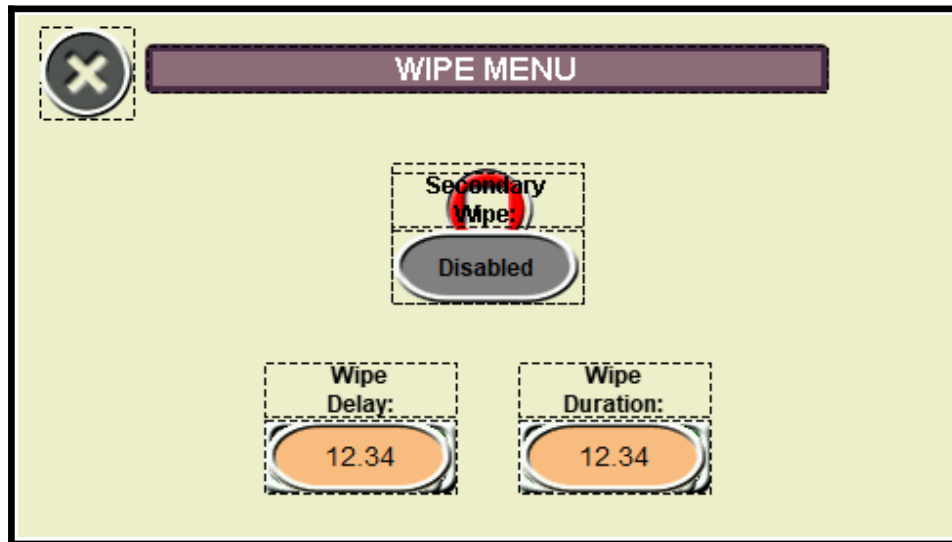 WIPE MENU
Secondary
Wipe:
Disabled
Wipe
Delay:
Wipe
Duration:
12.34
12.34